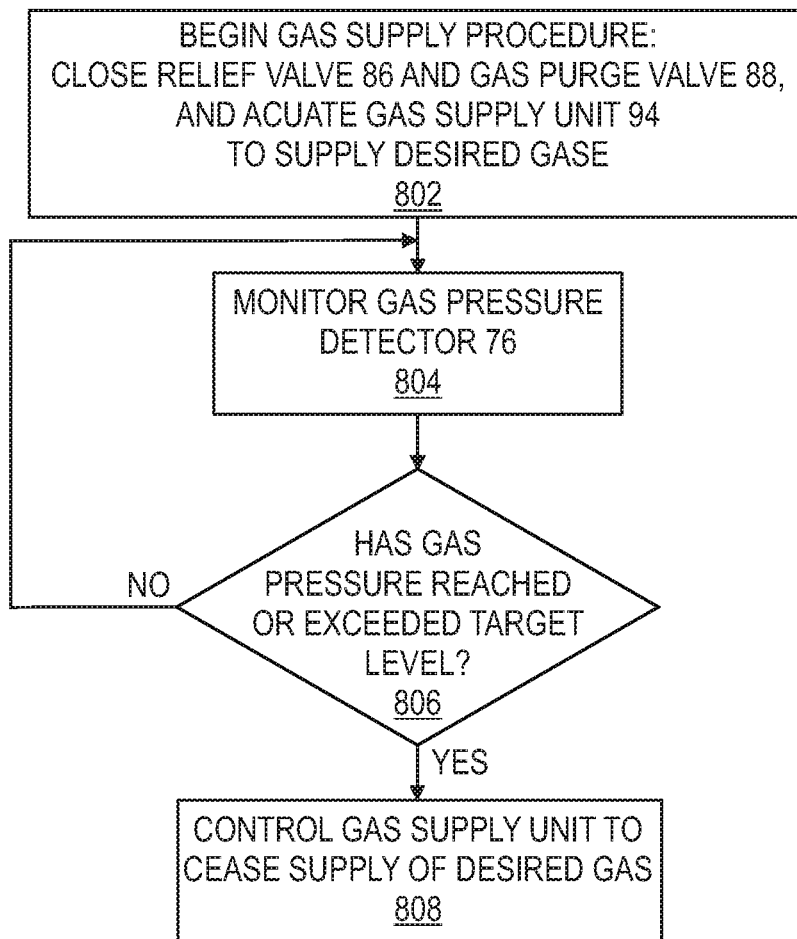 BEGIN GAS SUPPLY PROCEDURE:
CLOSE RELIEF VALVE 86 AND GAS PURGE VALVE 88,
AND ACUATE GAS SUPPLY UNIT 94
TO SUPPLY DESIRED GASE
802
MONITOR GAS PRESSURE
DETECTOR 76
804
HAS GAS
PRESSURE REACHED
OR EXCEEDED TARGET
LEVEL?
806
NO
YES
CONTROL GAS SUPPLY UNIT TO
CEASE SUPPLY OF DESIRED GAS
808